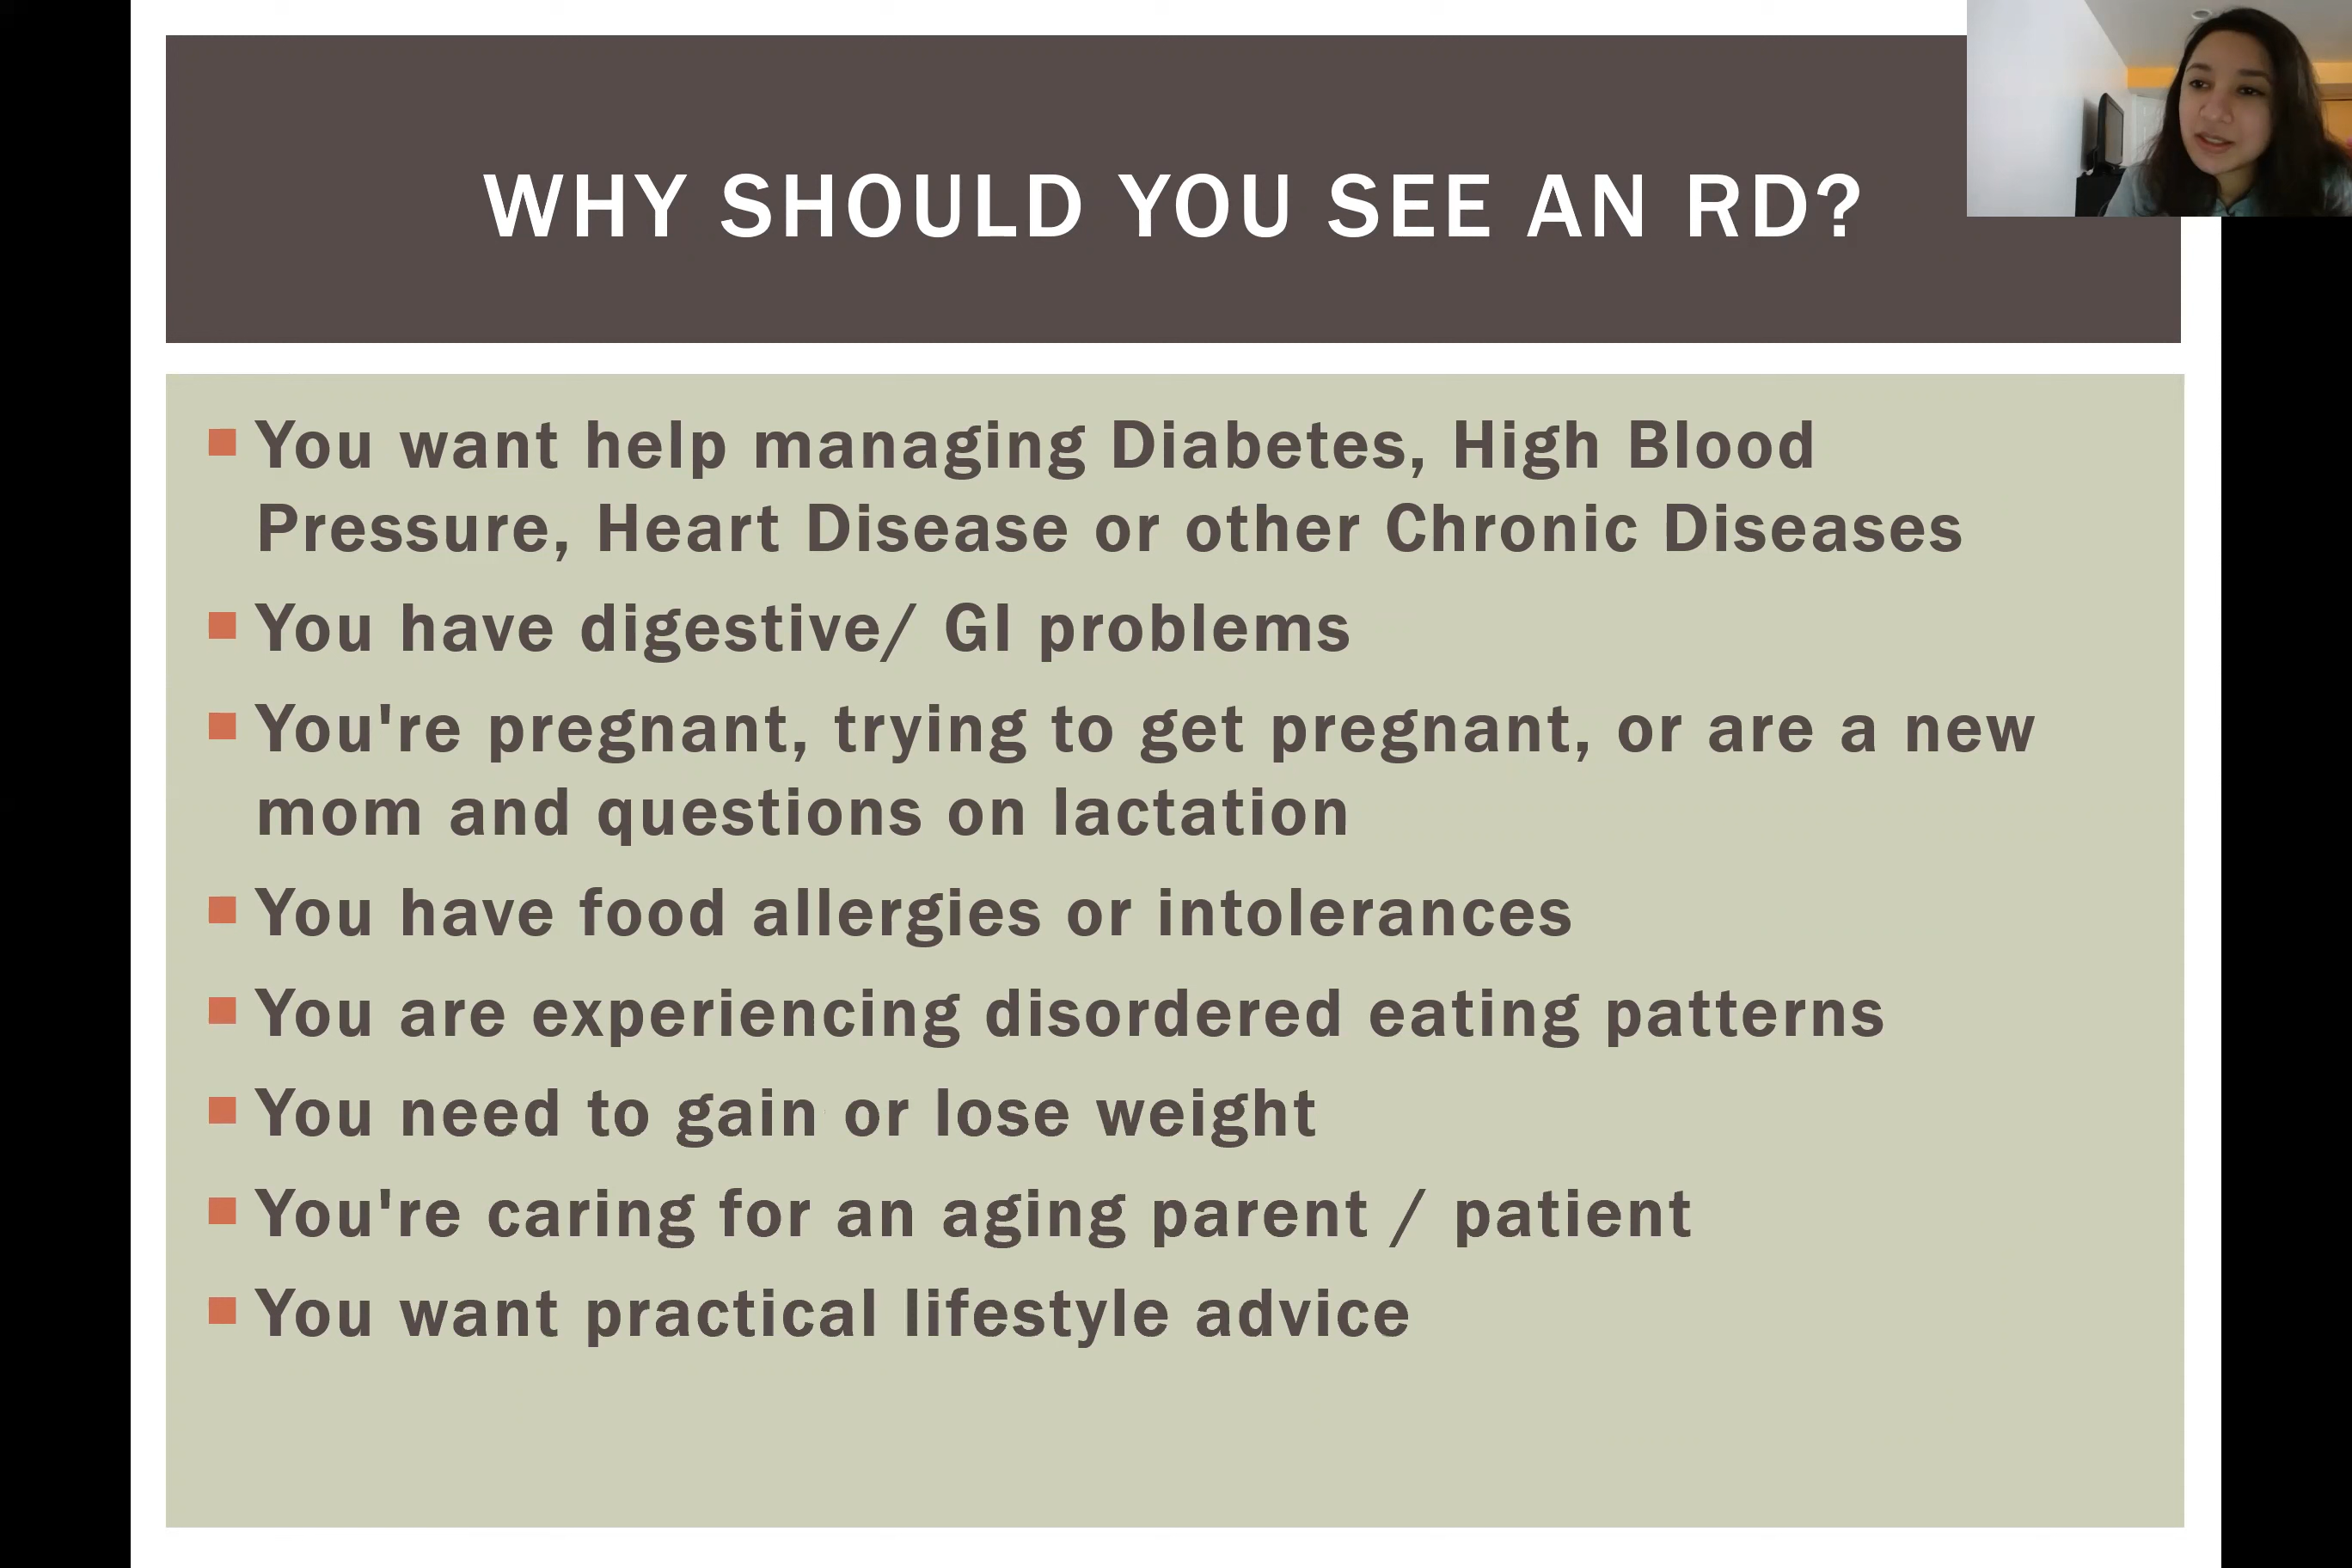 WHY SHOULD YOU SEE AN RD?
You want help managing Diabetes, High Blood
Pressure, Heart Disease or other Chronic Diseases
You have digestive/ GI problems
You're pregnant, trying to get pregnant, or are a new
mom and questions on lactation
You have food allergies or intolerances
You are experiencing disordered eating patterns
You need to gain or lose weight
You're caring for an aging parent / patient
You want practical lifestyle advice